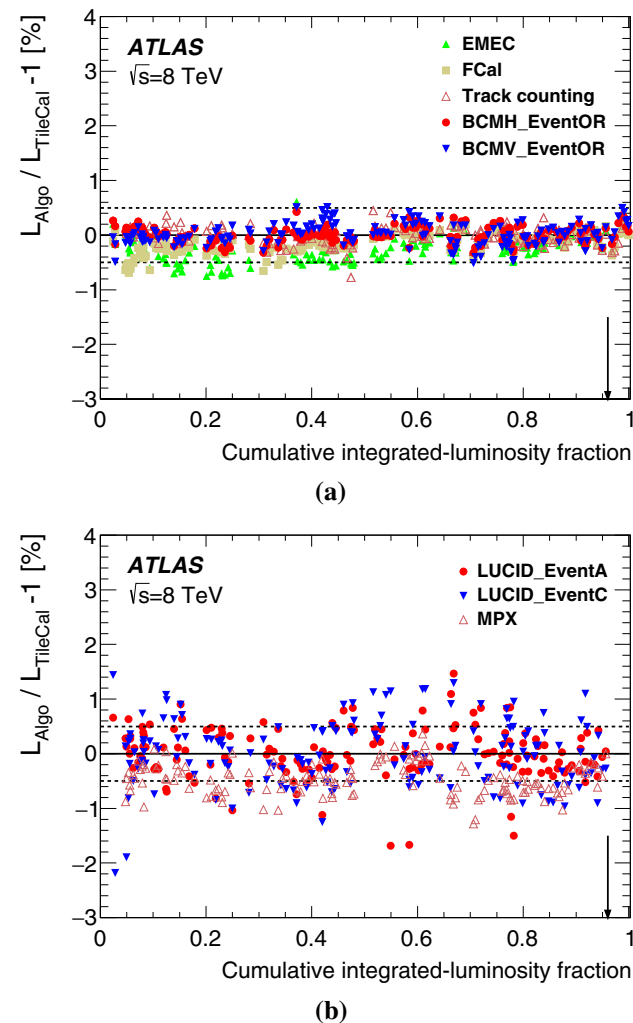 L_Algo / L_TileCal -1 [%]
4
3
2
1
0
−1
−2
−3
ATLAS
√s=8 TeV
EMEC
FCal
Track counting
BCMH_EventOR
BCMV_EventOR
0 0.2 0.4 0.6 0.8 1
Cumulative integrated-luminosity fraction
(a)
L_Algo / L_TileCal -1 [%]
4
3
2
1
0
−1
−2
−3
ATLAS
√s=8 TeV
LUCID_EventA
LUCID_EventC
MPX
0 0.2 0.4 0.6 0.8 1
Cumulative integrated-luminosity fraction
(b)